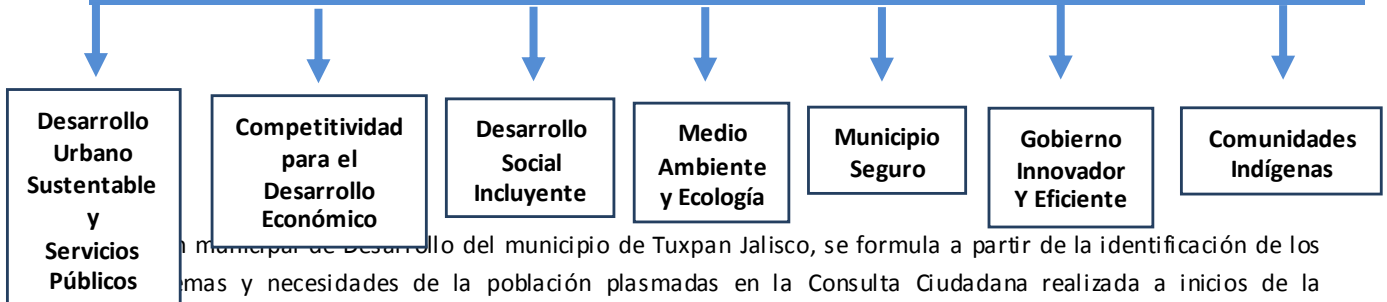 Desarrollo
Urbano
Sustentable
y
Servicios
Públicos
Competitividad
para el
Desarrollo
Económico
Desarrollo
Social
Incluyente
Medio
Ambiente
y Ecología
Municipio
Seguro
Gobierno
Innovador
Y Eficiente
Comunidades
Indígenas
municipal de Desarrollo del municipio de Tuxpan Jalisco, se formula a partir de la identificación de los
y necesidades de la población plasmadas en la Consulta Ciudadana realizada a inicios de la